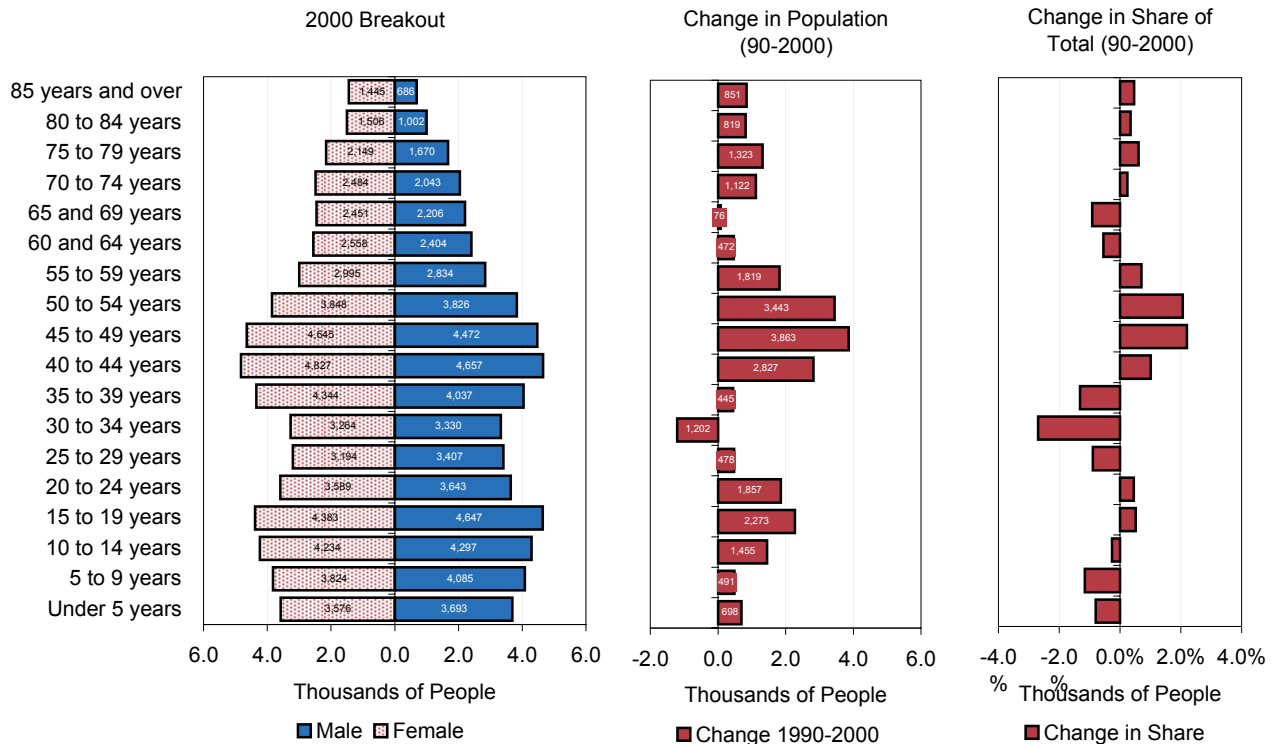 2000 Breakout
Change in Population
(90-2000)
Change in Share of
Total (90-2000)
85 years and over 1,445 686 851
80 to 84 years 1,506 1,002 819
75 to 79 years 2,149 1,670 1,323
70 to 74 years 2,484 2,043 1,122
65 and 69 years 2,451 2,206 76
60 and 64 years 2,558 2,404 472
55 to 59 years 2,995 2,834 1,819
50 to 54 years 3,848 3,826 3,443
45 to 49 years 4,645 4,472 3,863
40 to 44 years 4,827 4,657 2,827
35 to 39 years 4,344 4,037 445
30 to 34 years 3,264 3,330 1,202
25 to 29 years 3,194 3,407 478
20 to 24 years 3,589 3,643 1,857
15 to 19 years 4,383 4,647 2,273
10 to 14 years 4,234 4,297 1,455
5 to 9 years 3,824 4,085 491
Under 5 years 3,576 3,693 698
6.0 4.0 2.0 0.0 2.0 4.0 6.0
Thousands of People
Male Female
-2.0 0.0 2.0 4.0 6.0
Thousands of People
Change 1990-2000
-4.0 -2.0 0.0% 2.0% 4.0%
% %
Thousands of People
Change in Share